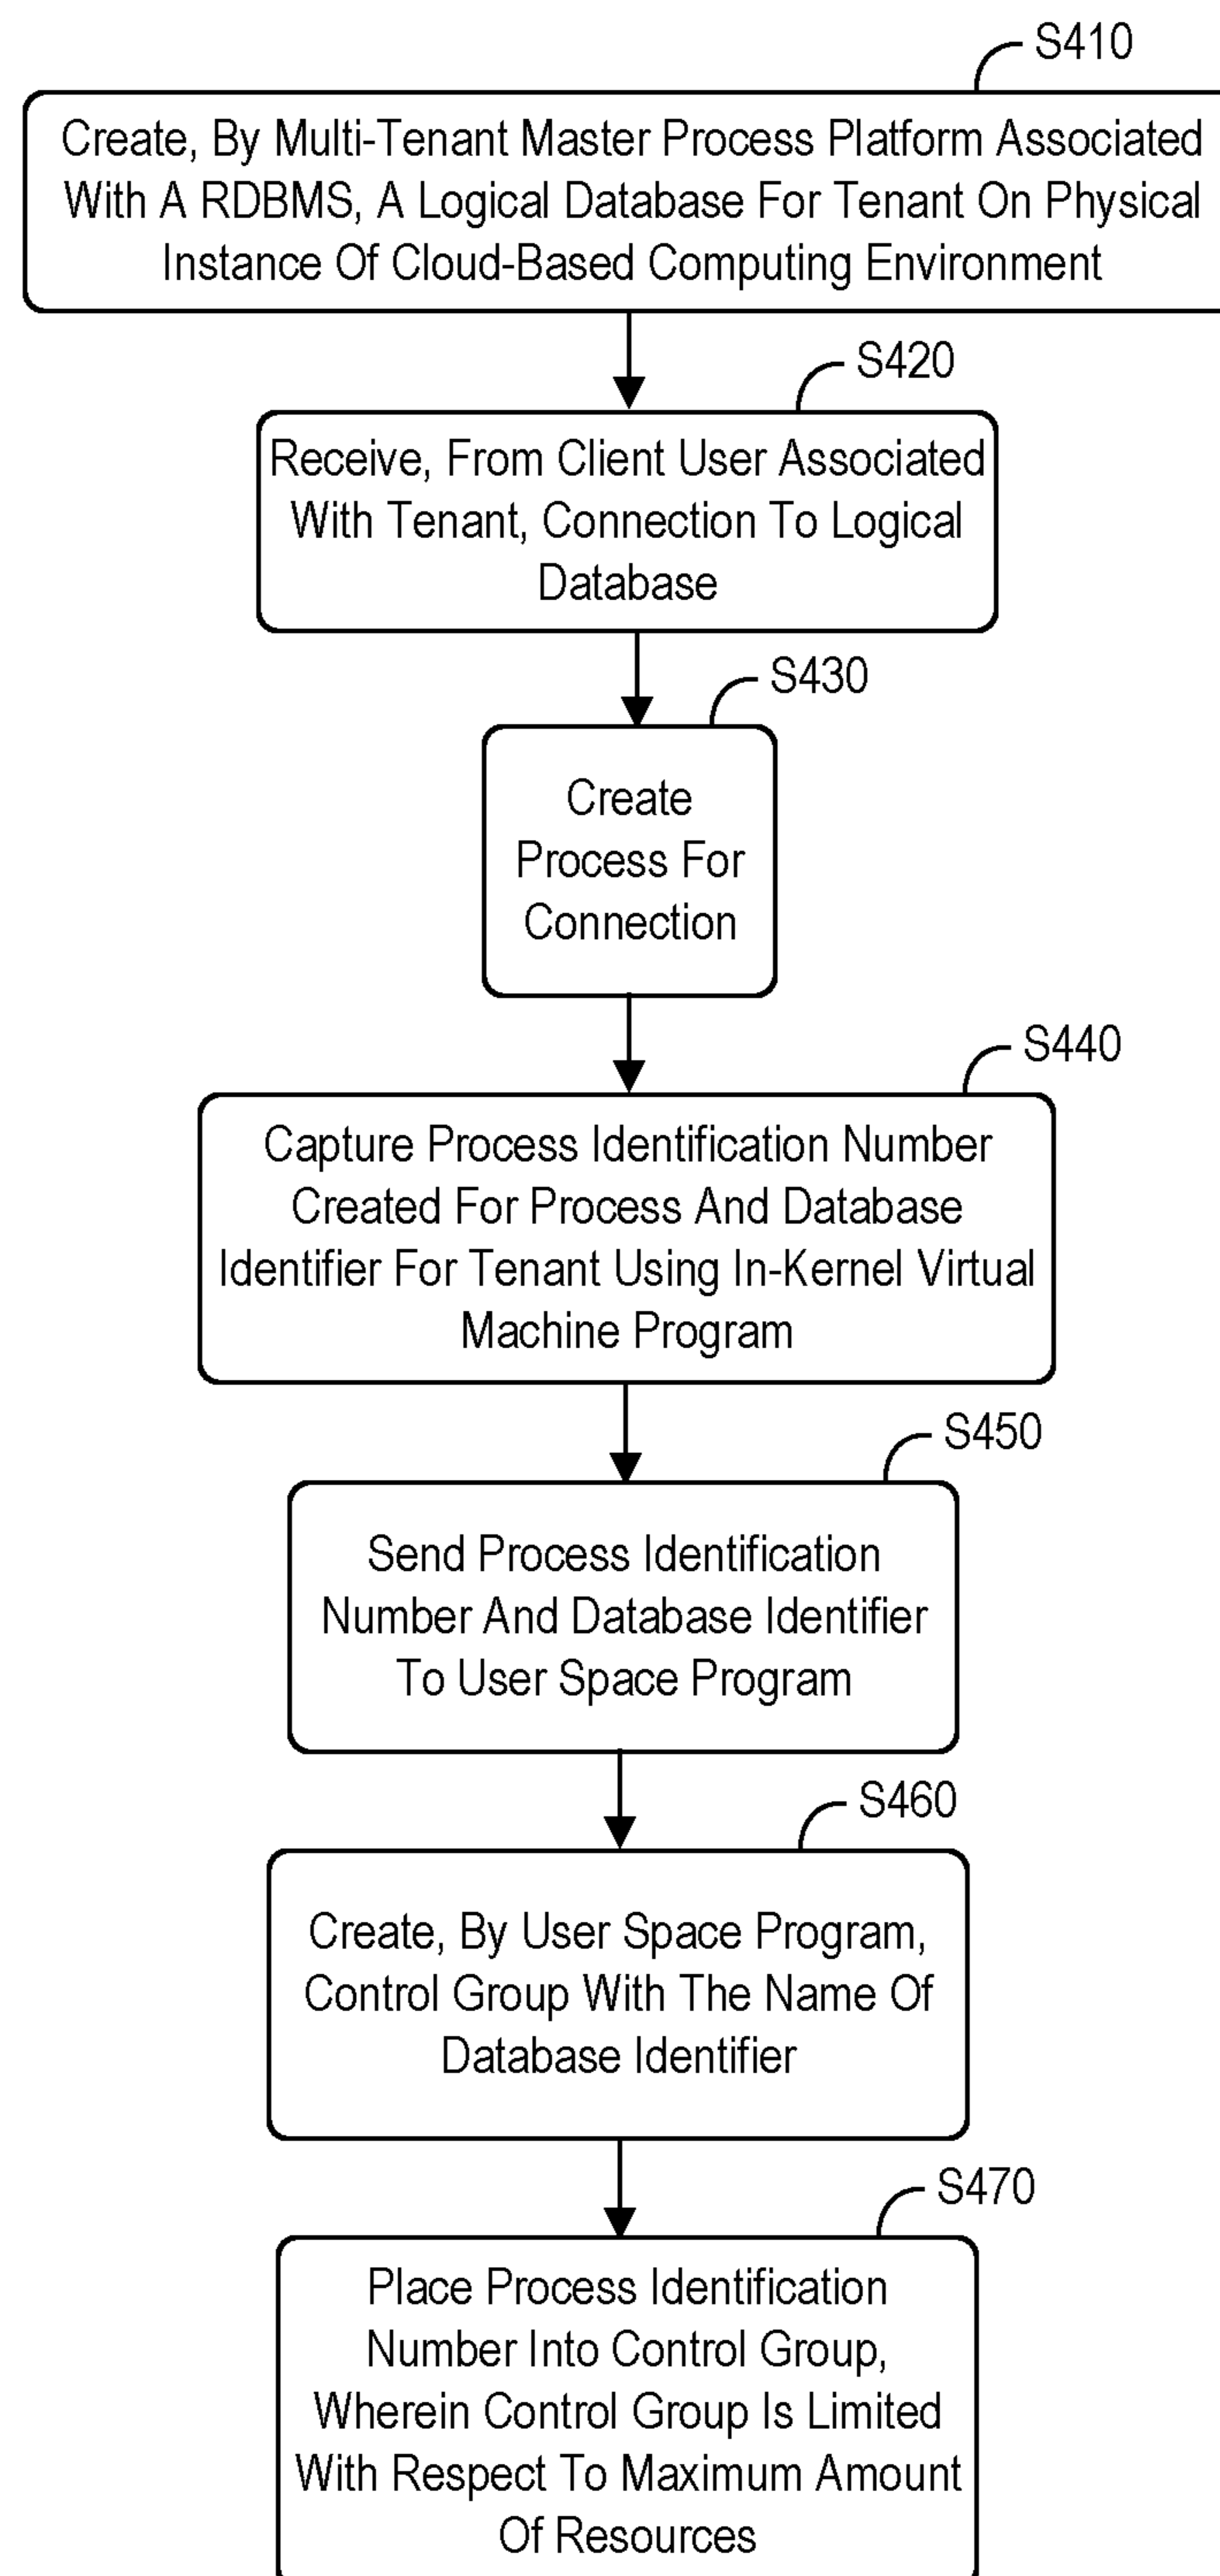 S410
Create, By Multi-Tenant Master Process Platform Associated
With A RDBMS, A Logical Database For Tenant On Physical
Instance Of Cloud-Based Computing Environment
S420
Receive, From Client User Associated
With Tenant, Connection To Logical
Database
S430
Create
Process For
Connection
S440
Capture Process Identification Number
Created For Process And Database
Identifier For Tenant Using In-Kernel Virtual
Machine Program
S450
Send Process Identification
Number And Database Identifier
To User Space Program
S460
Create, By User Space Program,
Control Group With The Name Of
Database Identifier
S470
Place Process Identification
Number Into Control Group,
Wherein Control Group Is Limited
With Respect To Maximum Amount
Of Resources